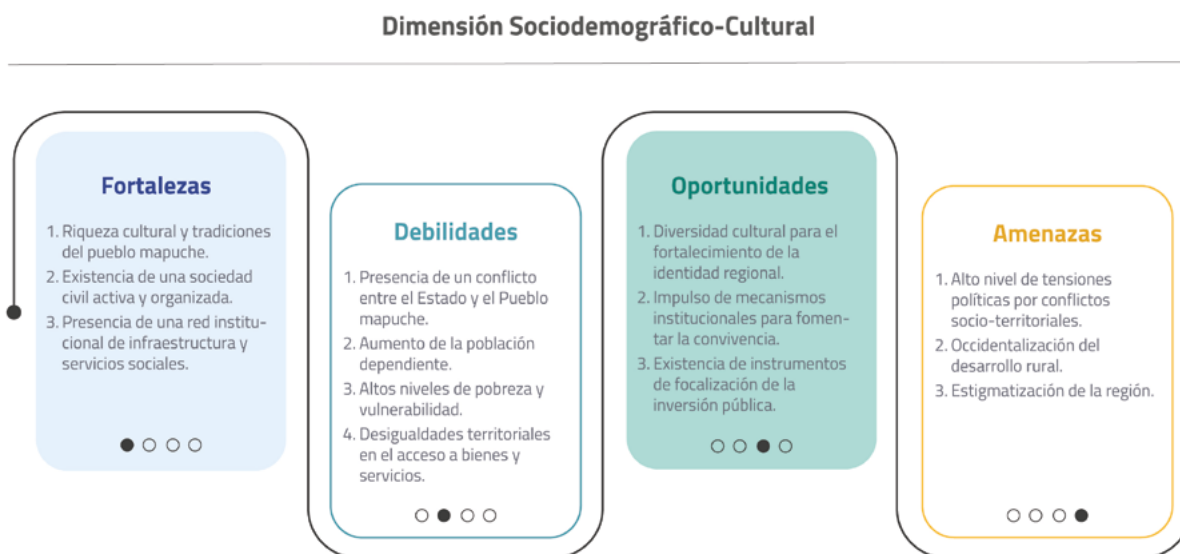 Dimensión Sociodemográfico-Cultural
Fortalezas
1. Riqueza cultural y tradiciones
del pueblo mapuche.
2. Existencia de una sociedad
civil activa y organizada.
3. Presencia de una red institu-
cional de infraestructura y
servicios sociales.
Debilidades
1. Presencia de un conflicto
entre el Estado y el Pueblo
mapuche.
2. Aumento de la población
dependiente.
3. Altos niveles de pobreza y
vulnerabilidad.
4. Desigualdades territoriales
en el acceso a bienes y
servicios.
Oportunidades
1. Diversidad cultural para el
fortalecimiento de la
identidad regional.
2. Impulso de mecanismos
institucionales para fomen-
tar la convivencia.
3. Existencia de instrumentos
de focalización de la
inversión pública.
Amenazas
1. Alto nivel de tensiones
políticas por conflictos
socio-territoriales.
2. Occidentalización del
desarrollo rural.
3. Estigmatización de la región.